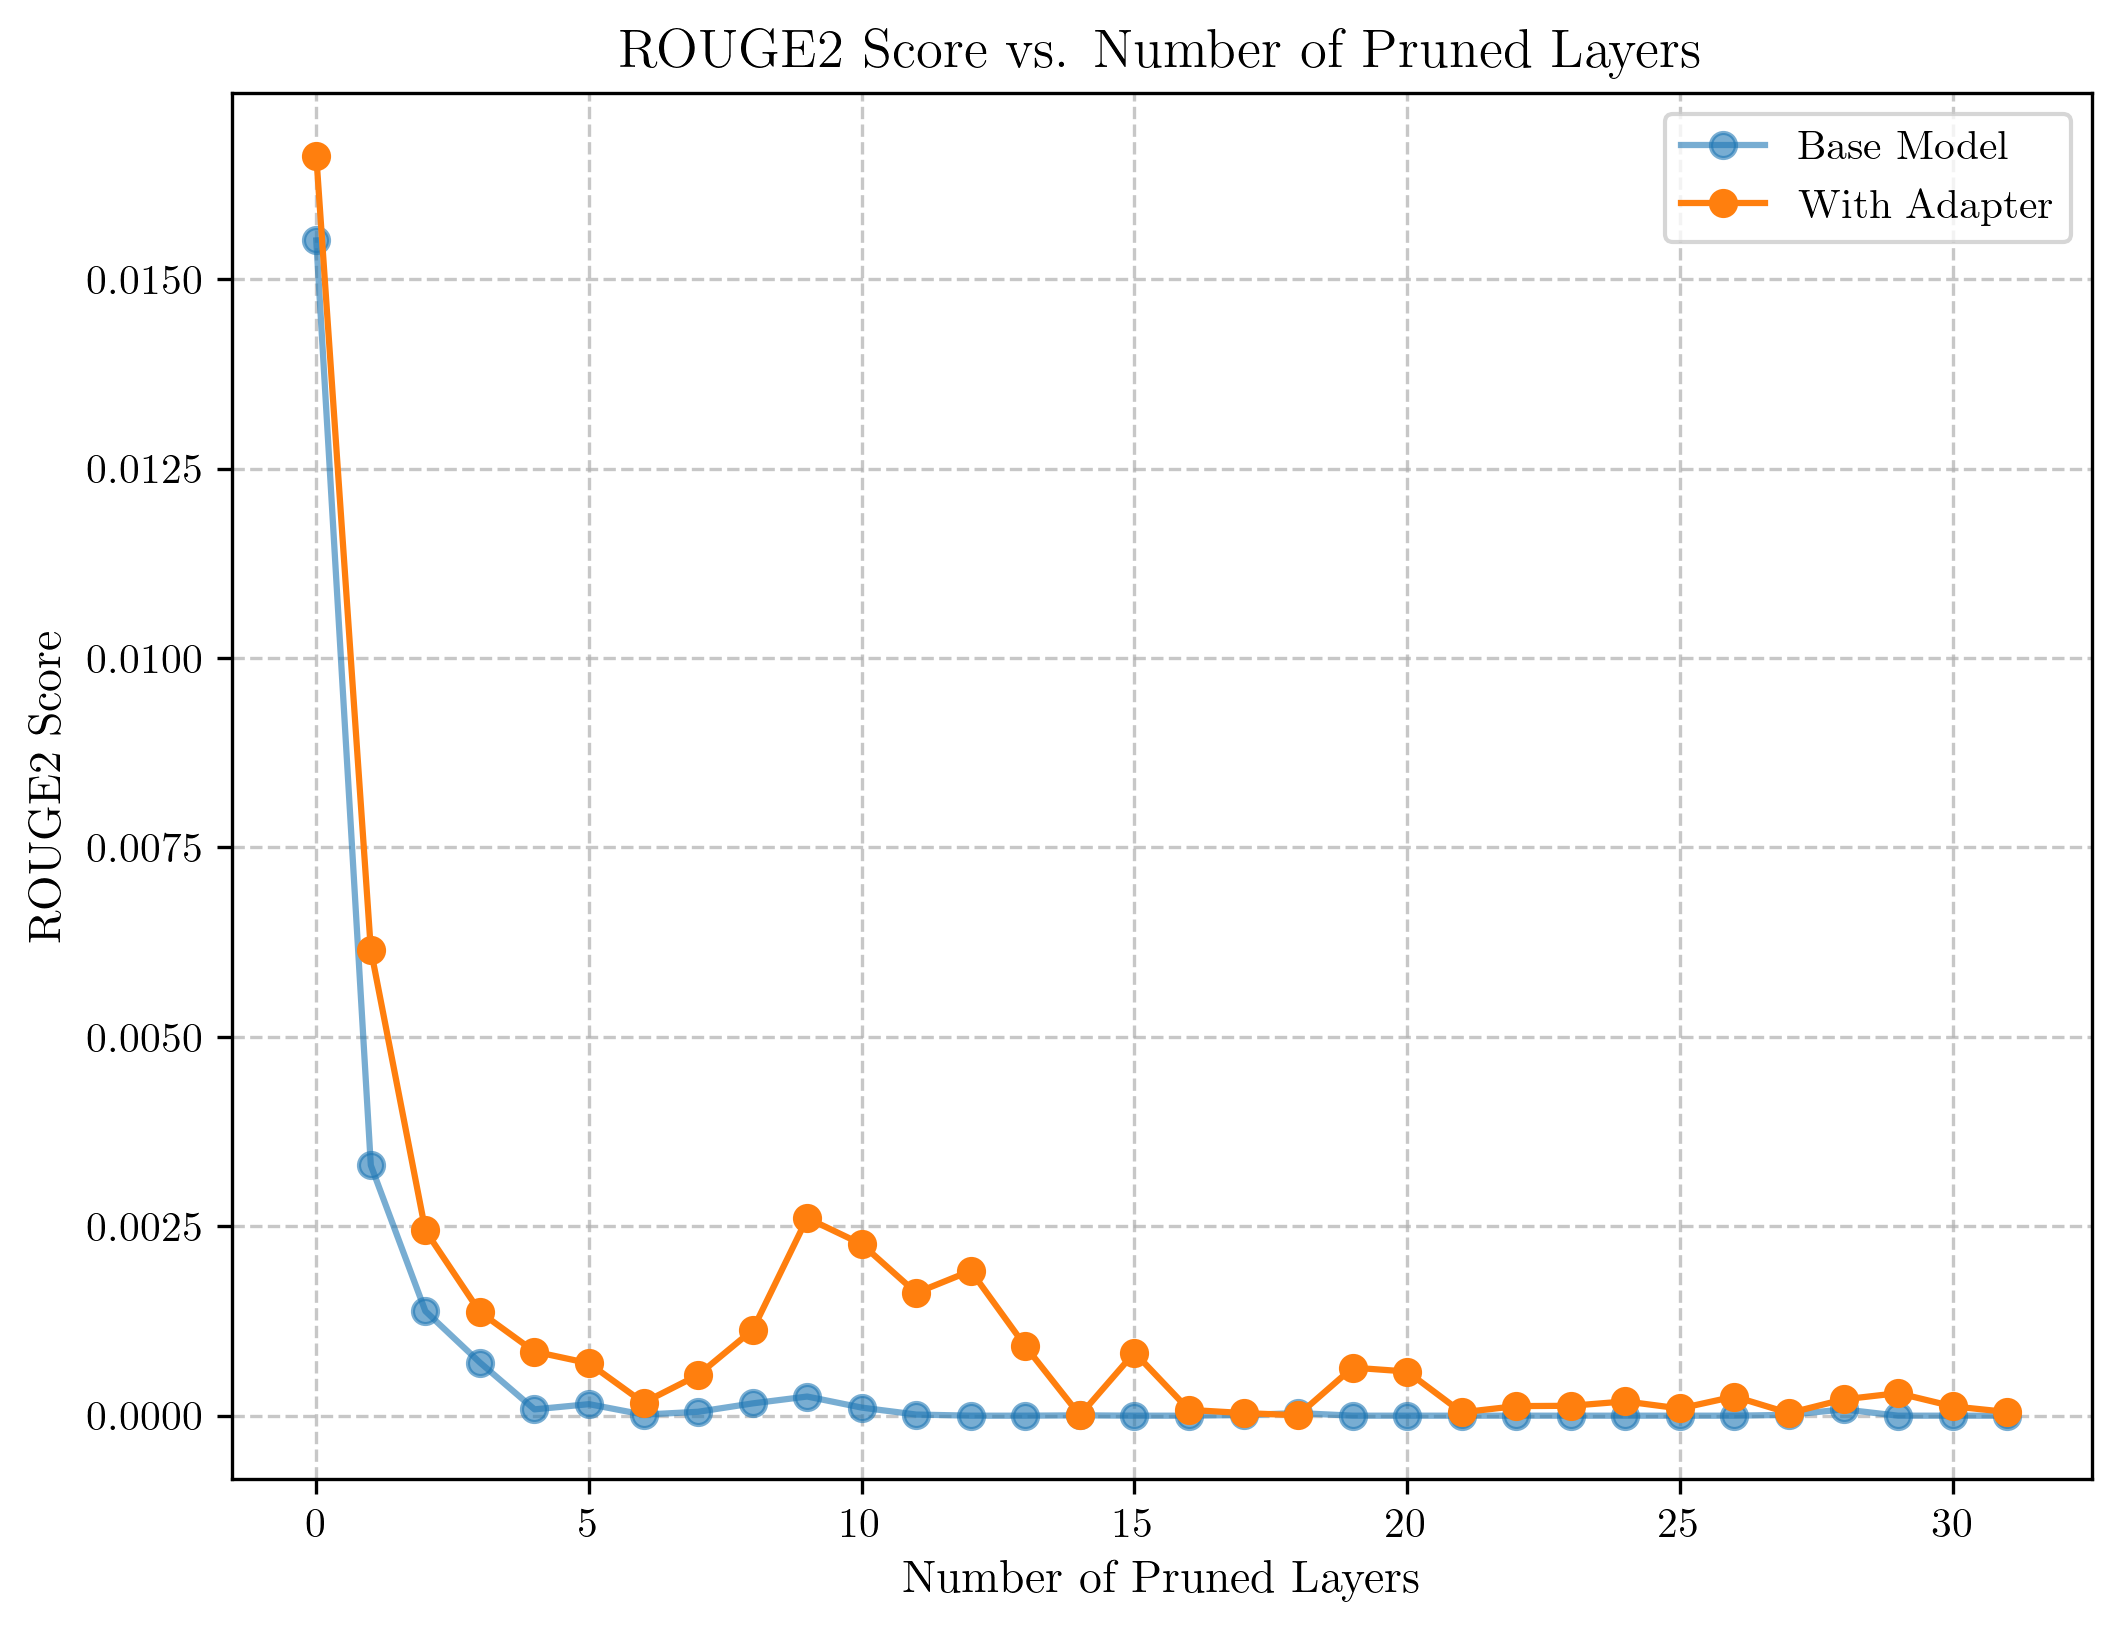 ROUGE2 Score vs. Number of Pruned Layers
Base Model
With Adapter
ROUGE2 Score
0.0150
0.0125
0.0100
0.0075
0.0050
0.0025
0.0000
0 5 10 15 20 25 30
Number of Pruned Layers